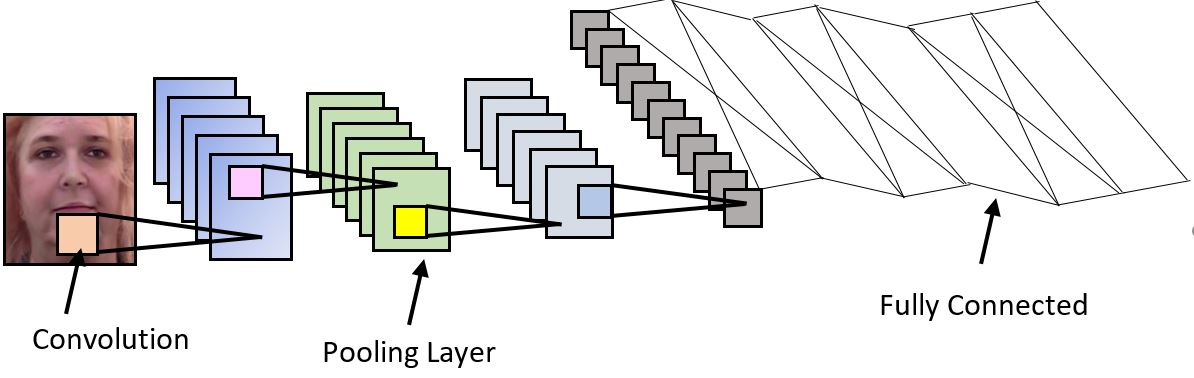 Convolution
Pooling Layer
Fully Connected